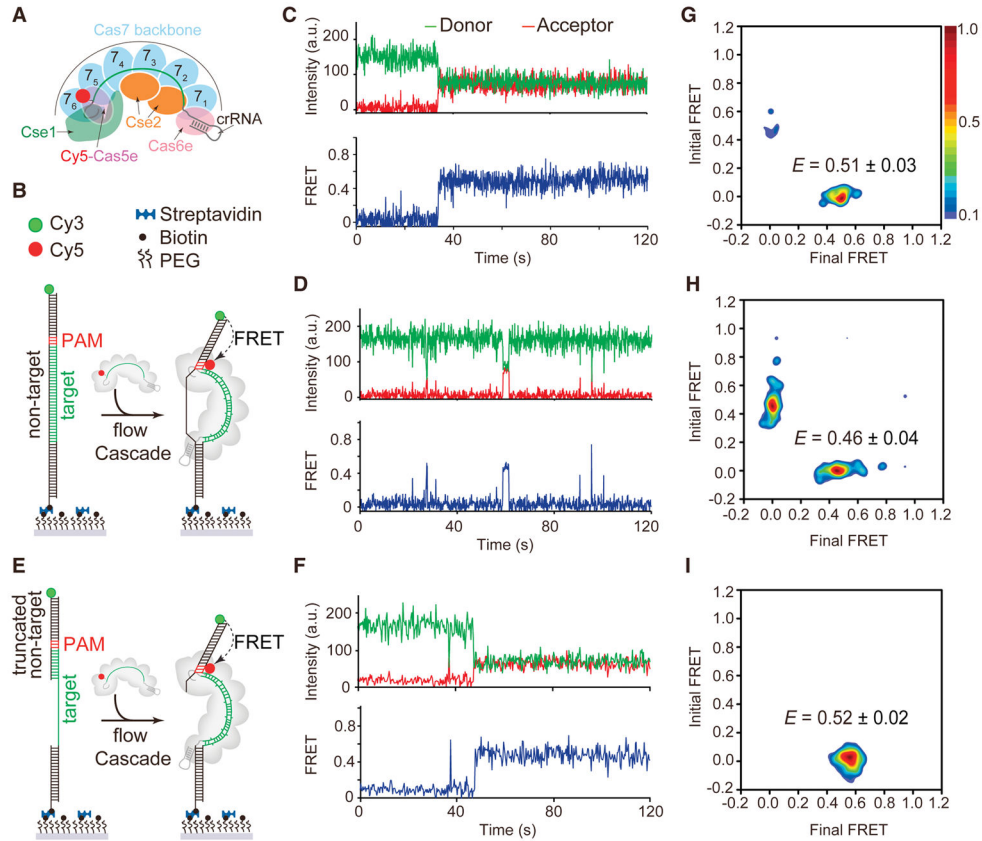 A
Cas7 backbone
7₁
7₂
7₃
7₄
7₅
7₆
Cse1
Cse2
crRNA
Cas6e
Cy5-Cas5e
B
Cy3
Cy5
Streptavidin
Biotin
PEG
non-target
PAM
target
flow
Cascade
FRET
C
Donor
Acceptor
Intensity (a.u.)
200
100
0
FRET
0.8
0.4
0
40
80
120
Time (s)
D
Intensity (a.u.)
200
100
0
FRET
0.8
0.4
0
0
40
80
120
Time (s)
E
truncated
non-target
PAM
target
flow
Cascade
FRET
F
Intensity (a.u.)
200
100
0
FRET
0.8
0.4
0
0
40
80
120
Time (s)
G
Initial FRET
1.2
1.0
0.8
0.6
0.4
0.2
0.0
-0.2
E = 0.51 ± 0.03
-0.2 0.0 0.2 0.4 0.6 0.8 1.0 1.2
Final FRET
1.0
0.5
0.1
H
Initial FRET
1.2
1.0
0.8
0.6
0.4
0.2
0.0
-0.2
E = 0.46 ± 0.04
-0.2 0.0 0.2 0.4 0.6 0.8 1.0 1.2
Final FRET
I
Initial FRET
1.2
1.0
0.8
0.6
0.4
0.2
0.0
-0.2
E = 0.52 ± 0.02
-0.2 0.0 0.2 0.4 0.6 0.8 1.0 1.2
Final FRET